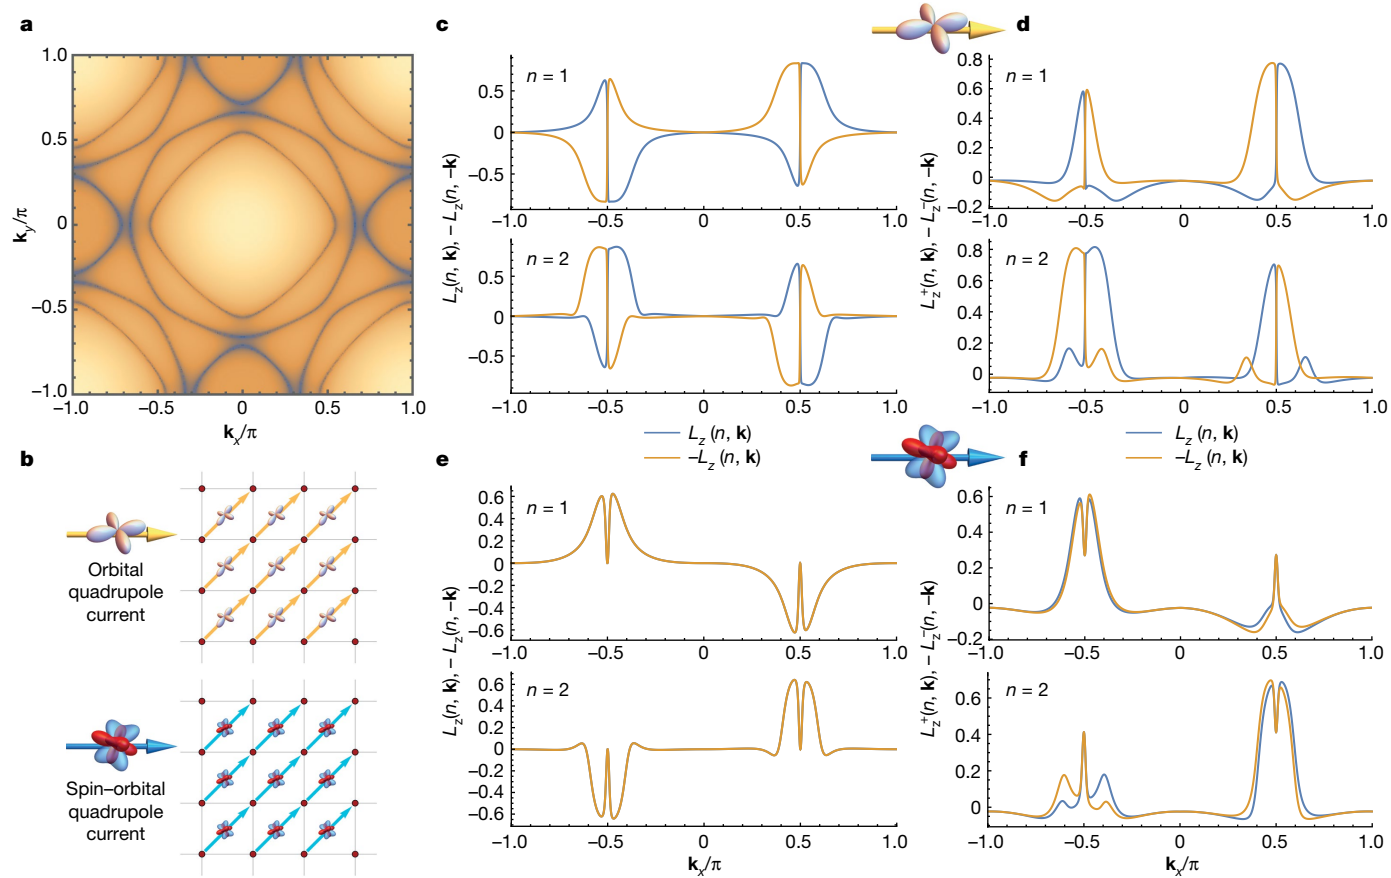 a
1.0
0.5
0
−0.5
−1.0
−1.0
−0.5
0
0.5
1.0
k_y/π
k_x/π
b
Orbital
quadrupole
current
Spin–orbital
quadrupole
current
c
n = 1
0.5
0
−0.5
−1.0
−0.5
0
0.5
1.0
n = 2
0.5
0
−0.5
−1.0
−0.5
0
0.5
1.0
L_z(n, k), − L_z(n, −k)
d
n = 1
0.8
0.6
0.4
0.2
0
−0.2
−1.0
−0.5
0
0.5
1.0
n = 2
0.8
0.6
0.4
0.2
0
−1.0
−0.5
0
0.5
1.0
L_z^+(n, k), − L_z^−(n, −k)
L_z (n, k)
−L_z (n, k)
L_z (n, k)
−L_z (n, k)
e
n = 1
0.6
0.4
0.2
0
−0.2
−0.4
−0.6
−1.0
−0.5
0
0.5
1.0
n = 2
0.6
0.4
0.2
0
−0.2
−0.4
−0.6
−1.0
−0.5
0
0.5
1.0
L_z(n, k), − L_z(n, −k)
k_x/π
f
n = 1
0.6
0.4
0.2
0
−0.2
−1.0
−0.5
0
0.5
1.0
n = 2
0.6
0.4
0.2
0
−1.0
−0.5
0
0.5
1.0
L_z^+(n, k), − L_z^−(n, −k)
k_x/π